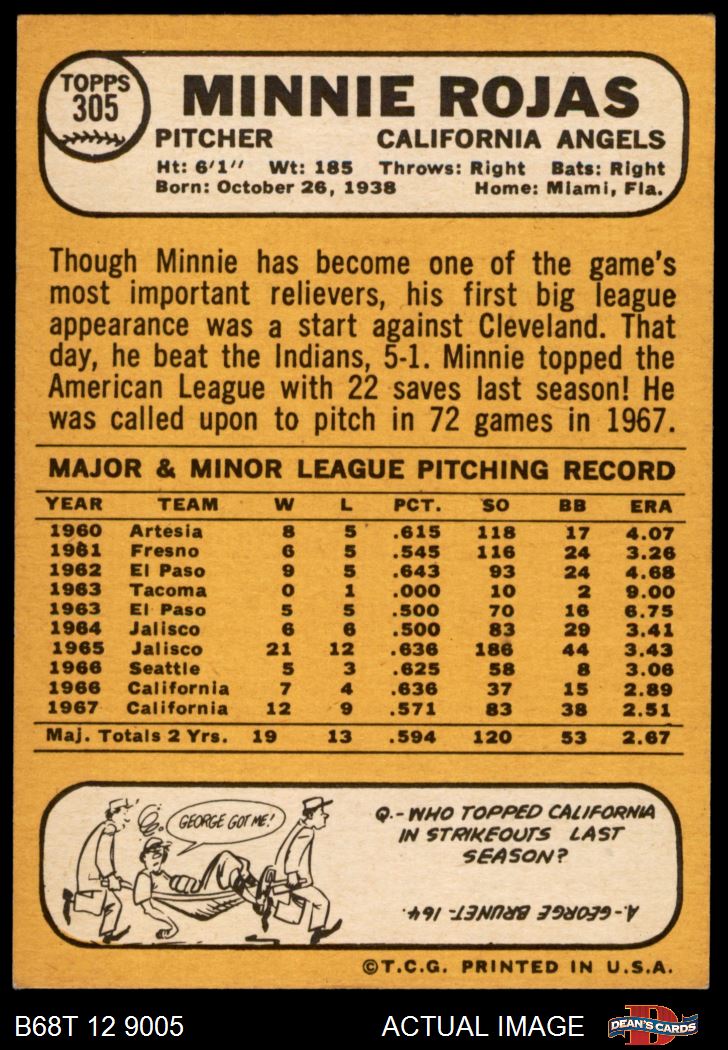 TOPPS
305
MINNIE ROJAS
PITCHER CALIFORNIA ANGELS
Ht: 6'1" Wt: 185 Throws: Right Bats: Right
Born: October 26, 1938 Home: Miami, Fla.
Though Minnie has become one of the game's
most important relievers, his first big league
appearance was a start against Cleveland. That
day, he beat the Indians, 5-1. Minnie topped the
American League with 22 saves last season! He
was called upon to pitch in 72 games in 1967.
MAJOR & MINOR LEAGUE PITCHING RECORD
YEAR TEAM W L PCT. SO BB ERA
1960 Artesia 8 5 .615 118 17 4.07
1961 Fresno 6 5 .545 116 24 3.26
1962 El Paso 9 5 .643 93 24 4.68
1963 Tacoma 0 1 .000 10 2 9.00
1963 El Paso 5 5 .500 70 16 6.75
1964 Jalisco 6 6 .500 83 29 3.41
1965 Jalisco 21 12 .636 186 44 3.43
1966 Seattle 5 3 .625 58 8 3.06
1966 California 7 4 .636 37 15 2.89
1967 California 12 9 .571 83 38 2.51
Maj. Totals 2 Yrs. 19 13 .594 120 53 2.67
GEORGE GOT ME!
Q.-WHO TOPPED CALIFORNIA
IN STRIKEOUTS LAST
SEASON?
A.-GEORGE BRUNET-164.
©T.C.G. PRINTED IN U.S.A.
B68T 12 9005 ACTUAL IMAGE D DEAN'S CARDS